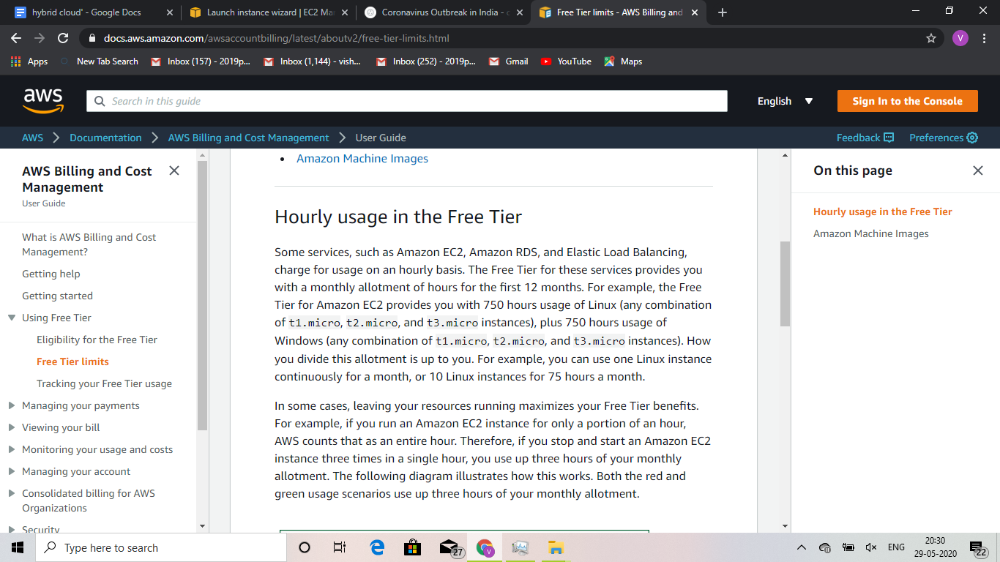 hybrid cloud' - Google Docs
Launch instance wizard | EC2 Ma
Coronavirus Outbreak in India - c
Free Tier limits - AWS Billing and
docs.aws.amazon.com/awsaccountbilling/latest/aboutv2/free-tier-limits.html
V
Apps
New Tab Search
Inbox (157) - 2019p...
Inbox (1,144) - vish...
Inbox (252) - 2019p...
Gmail
YouTube
Maps
aws
Search in this guide
English
Sign In to the Console
AWS
Documentation
AWS Billing and Cost Management
User Guide
Feedback
Preferences
AWS Billing and Cost
Management
User Guide
What is AWS Billing and Cost
Management?
Getting help
Getting started
Using Free Tier
Eligibility for the Free Tier
Free Tier limits
Tracking your Free Tier usage
Managing your payments
Viewing your bill
Monitoring your usage and costs
Managing your account
Consolidated billing for AWS
Organizations
Security
• Amazon Machine Images
Hourly usage in the Free Tier
Some services, such as Amazon EC2, Amazon RDS, and Elastic Load Balancing,
charge for usage on an hourly basis. The Free Tier for these services provides you
with a monthly allotment of hours for the first 12 months. For example, the Free
Tier for Amazon EC2 provides you with 750 hours usage of Linux (any combination
of t1.micro, t2.micro, and t3.micro instances), plus 750 hours usage of
Windows (any combination of t1.micro, t2.micro, and t3.micro instances). How
you divide this allotment is up to you. For example, you can use one Linux instance
continuously for a month, or 10 Linux instances for 75 hours a month.
In some cases, leaving your resources running maximizes your Free Tier benefits.
For example, if you run an Amazon EC2 instance for only a portion of an hour,
AWS counts that as an entire hour. Therefore, if you stop and start an Amazon EC2
instance three times in a single hour, you use up three hours of your monthly
allotment. The following diagram illustrates how this works. Both the red and
green usage scenarios use up three hours of your monthly allotment.
On this page
Hourly usage in the Free Tier
Amazon Machine Images
Type here to search
27
V
ENG
20:30
29-05-2020
22